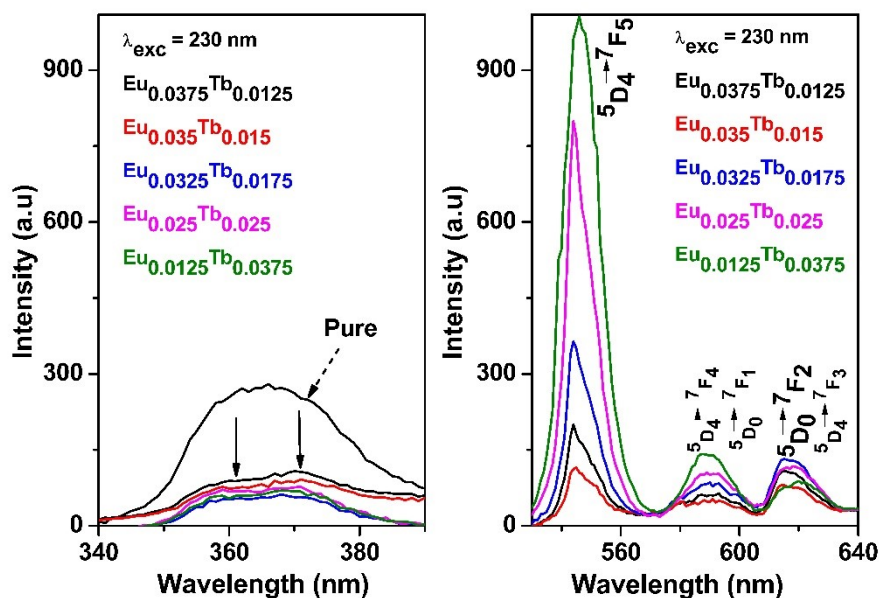 λexc = 230 nm
Eu0.0375Tb0.0125
Eu0.035Tb0.015
Eu0.0325Tb0.0175
Eu0.025Tb0.025
Eu0.0125Tb0.0375
Pure
900
600
300
0
340
360
380
Intensity (a.u)
Wavelength (nm)
λexc = 230 nm
Eu0.0375Tb0.0125
Eu0.035Tb0.015
Eu0.0325Tb0.0175
Eu0.025Tb0.025
Eu0.0125Tb0.0375
5D4→7F5
5D4→7F4
5D0→7F1
5D0→7F2
5D4→7F3
900
600
300
0
560
600
640
Intensity (a.u)
Wavelength (nm)